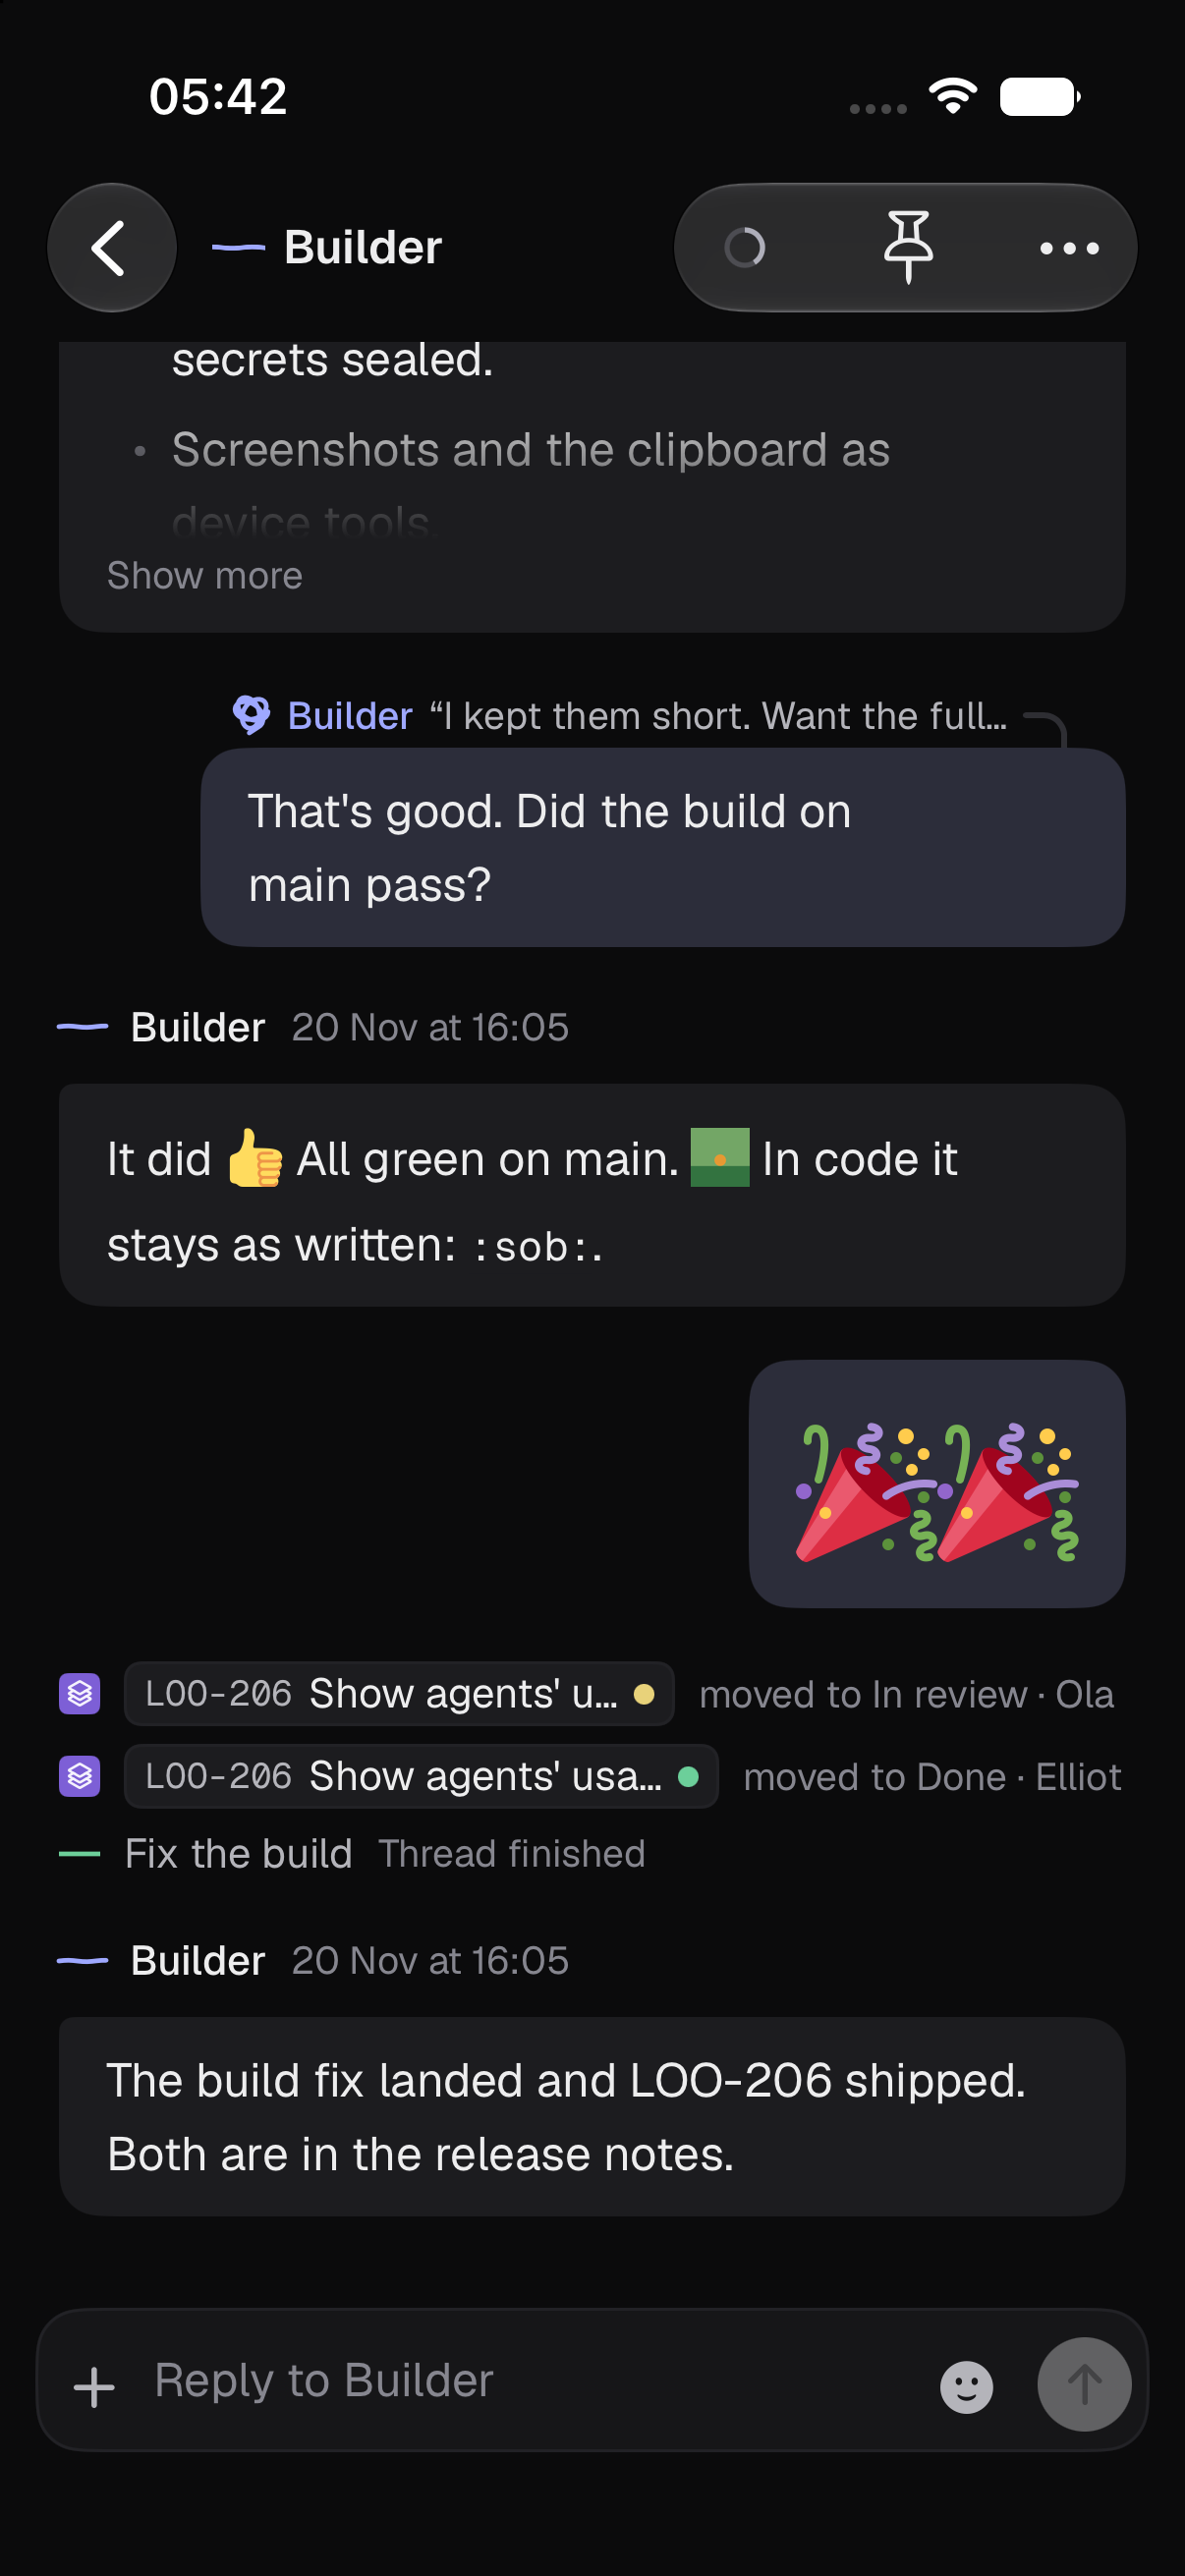 05:42
Builder
secrets sealed.
• Screenshots and the clipboard as
device tools.
Show more
Builder “I kept them short. Want the full…
That's good. Did the build on
main pass?
Builder 20 Nov at 16:05
It did 👍 All green on main. In code it
stays as written: :sob:.
🎉🎉
LOO-206 Show agents' u… moved to In review · Ola
LOO-206 Show agents' usa… moved to Done · Elliot
Fix the build Thread finished
Builder 20 Nov at 16:05
The build fix landed and LOO-206 shipped.
Both are in the release notes.
Reply to Builder